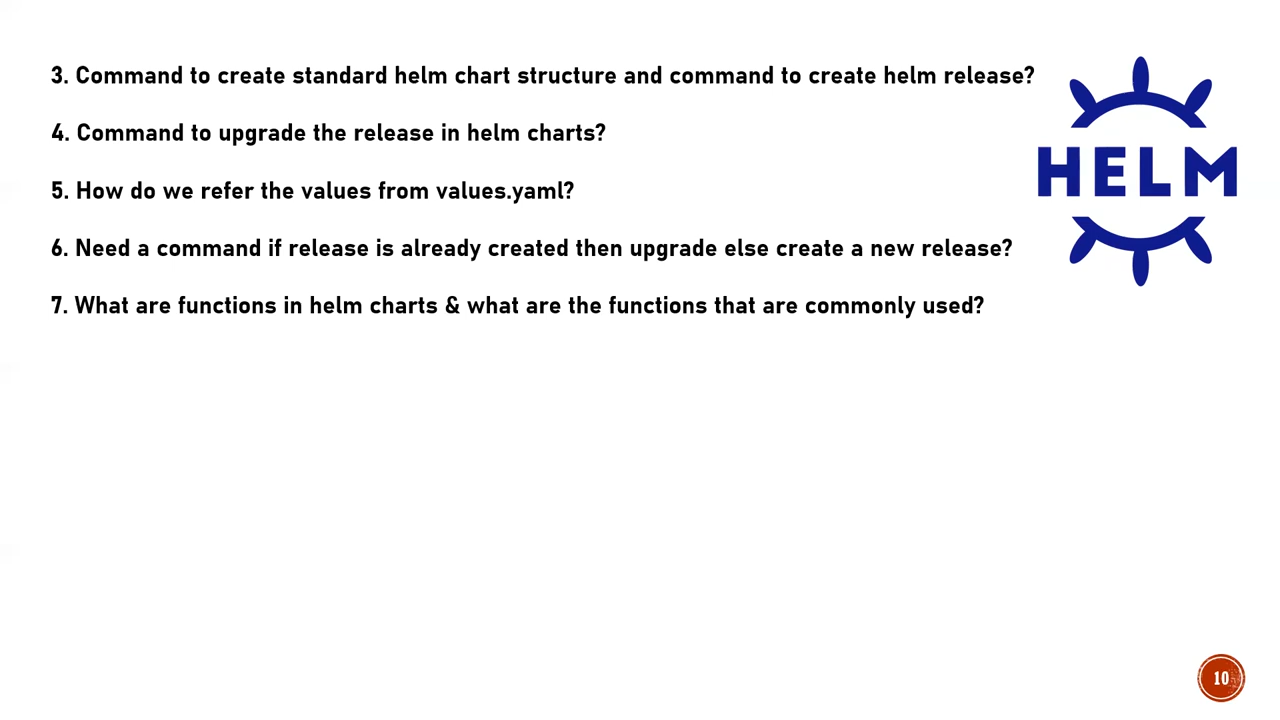 3. Command to create standard helm chart structure and command to create helm release?
4. Command to upgrade the release in helm charts?
5. How do we refer the values from values.yaml?
6. Need a command if release is already created then upgrade else create a new release?
7. What are functions in helm charts & what are the functions that are commonly used?
HELM
10